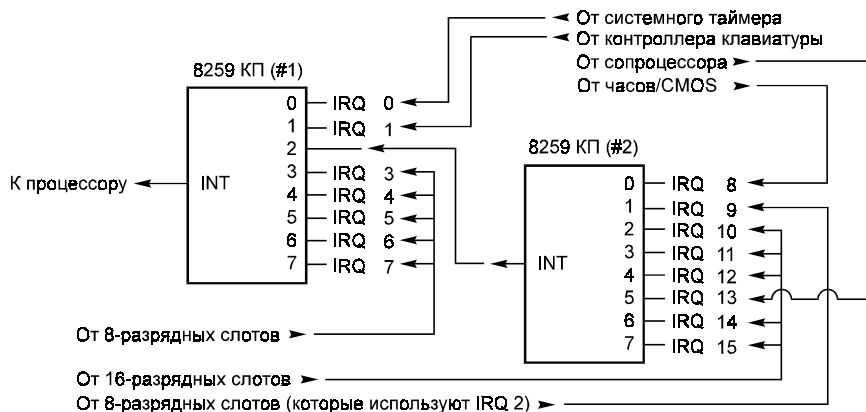 От системного таймера
От контроллера клавиатуры
От сопроцессора
От часов/CMOS
8259 КП (#1)
0 IRQ 0
1 IRQ 1
2
3 IRQ 3
4 IRQ 4
5 IRQ 5
6 IRQ 6
7 IRQ 7
INT
К процессору
8259 КП (#2)
0 IRQ 8
1 IRQ 9
2 IRQ 10
3 IRQ 11
4 IRQ 12
5 IRQ 13
6 IRQ 14
7 IRQ 15
INT
От 8-разрядных слотов
От 16-разрядных слотов
От 8-разрядных слотов (которые используют IRQ 2)